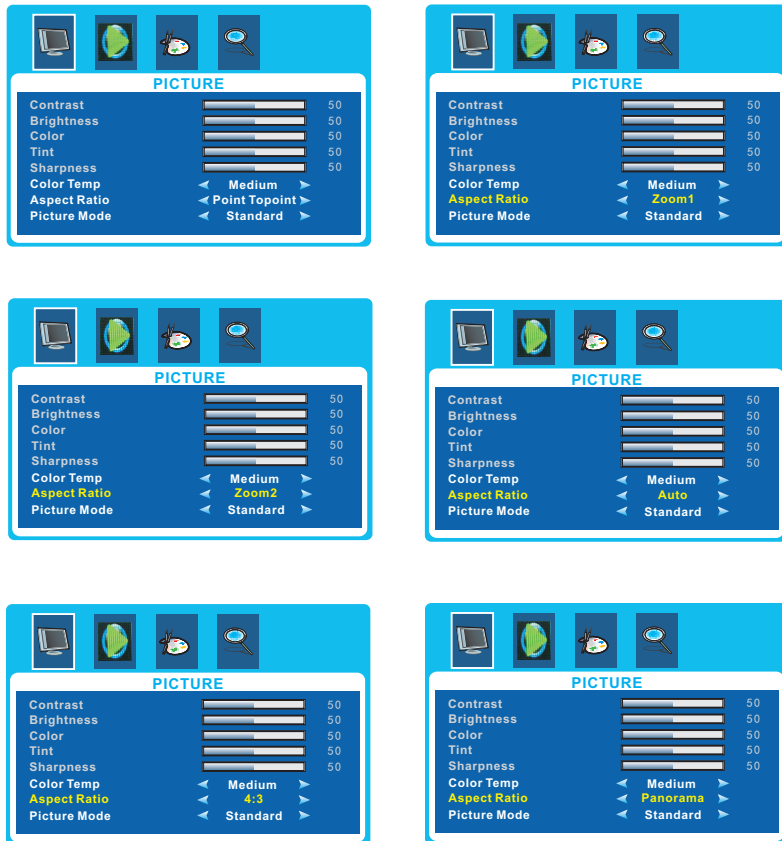 PICTURE
Contrast 50
Brightness 50
Color 50
Tint 50
Sharpness 50
Color Temp Medium
Aspect Ratio Point Topoint
Picture Mode Standard
PICTURE
Contrast 50
Brightness 50
Color 50
Tint 50
Sharpness 50
Color Temp Medium
Aspect Ratio Zoom1
Picture Mode Standard
PICTURE
Contrast 50
Brightness 50
Color 50
Tint 50
Sharpness 50
Color Temp Medium
Aspect Ratio Zoom2
Picture Mode Standard
PICTURE
Contrast 50
Brightness 50
Color 50
Tint 50
Sharpness 50
Color Temp Medium
Aspect Ratio Auto
Picture Mode Standard
PICTURE
Contrast 50
Brightness 50
Color 50
Tint 50
Sharpness 50
Color Temp Medium
Aspect Ratio 4:3
Picture Mode Standard
PICTURE
Contrast 50
Brightness 50
Color 50
Tint 50
Sharpness 50
Color Temp Medium
Aspect Ratio Panorama
Picture Mode Standard